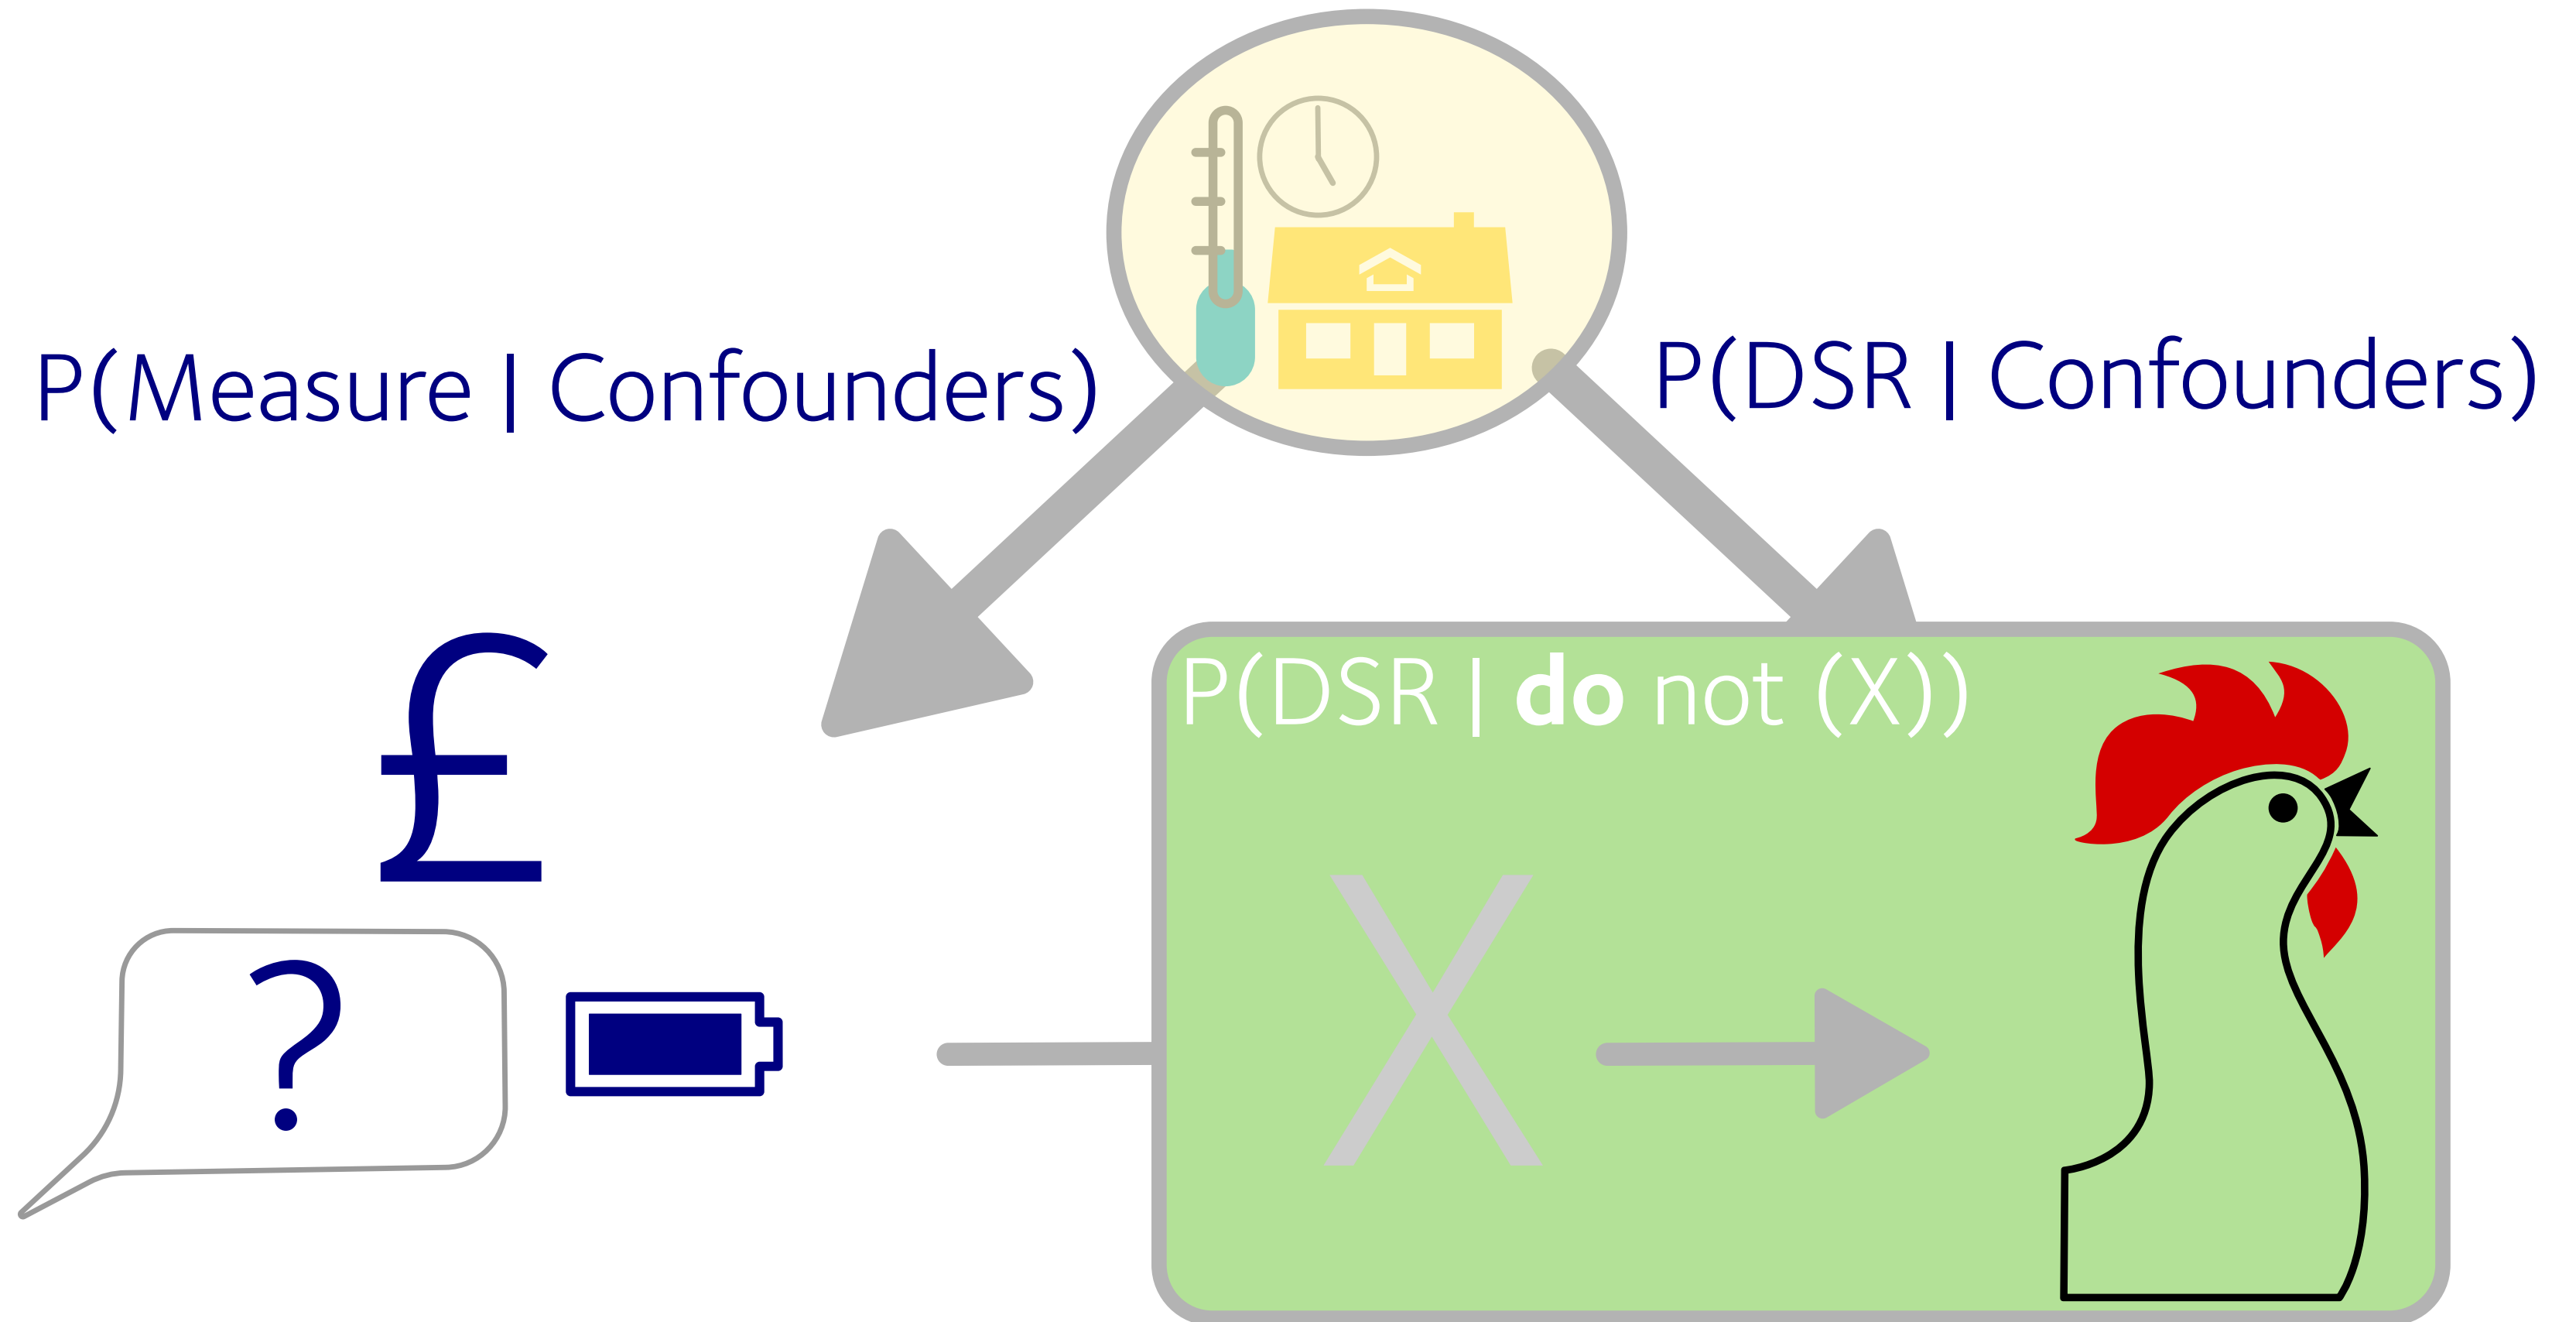 P(Measure | Confounders)
P(DSR | Confounders)
£
P(DSR | do not (X))
?
X